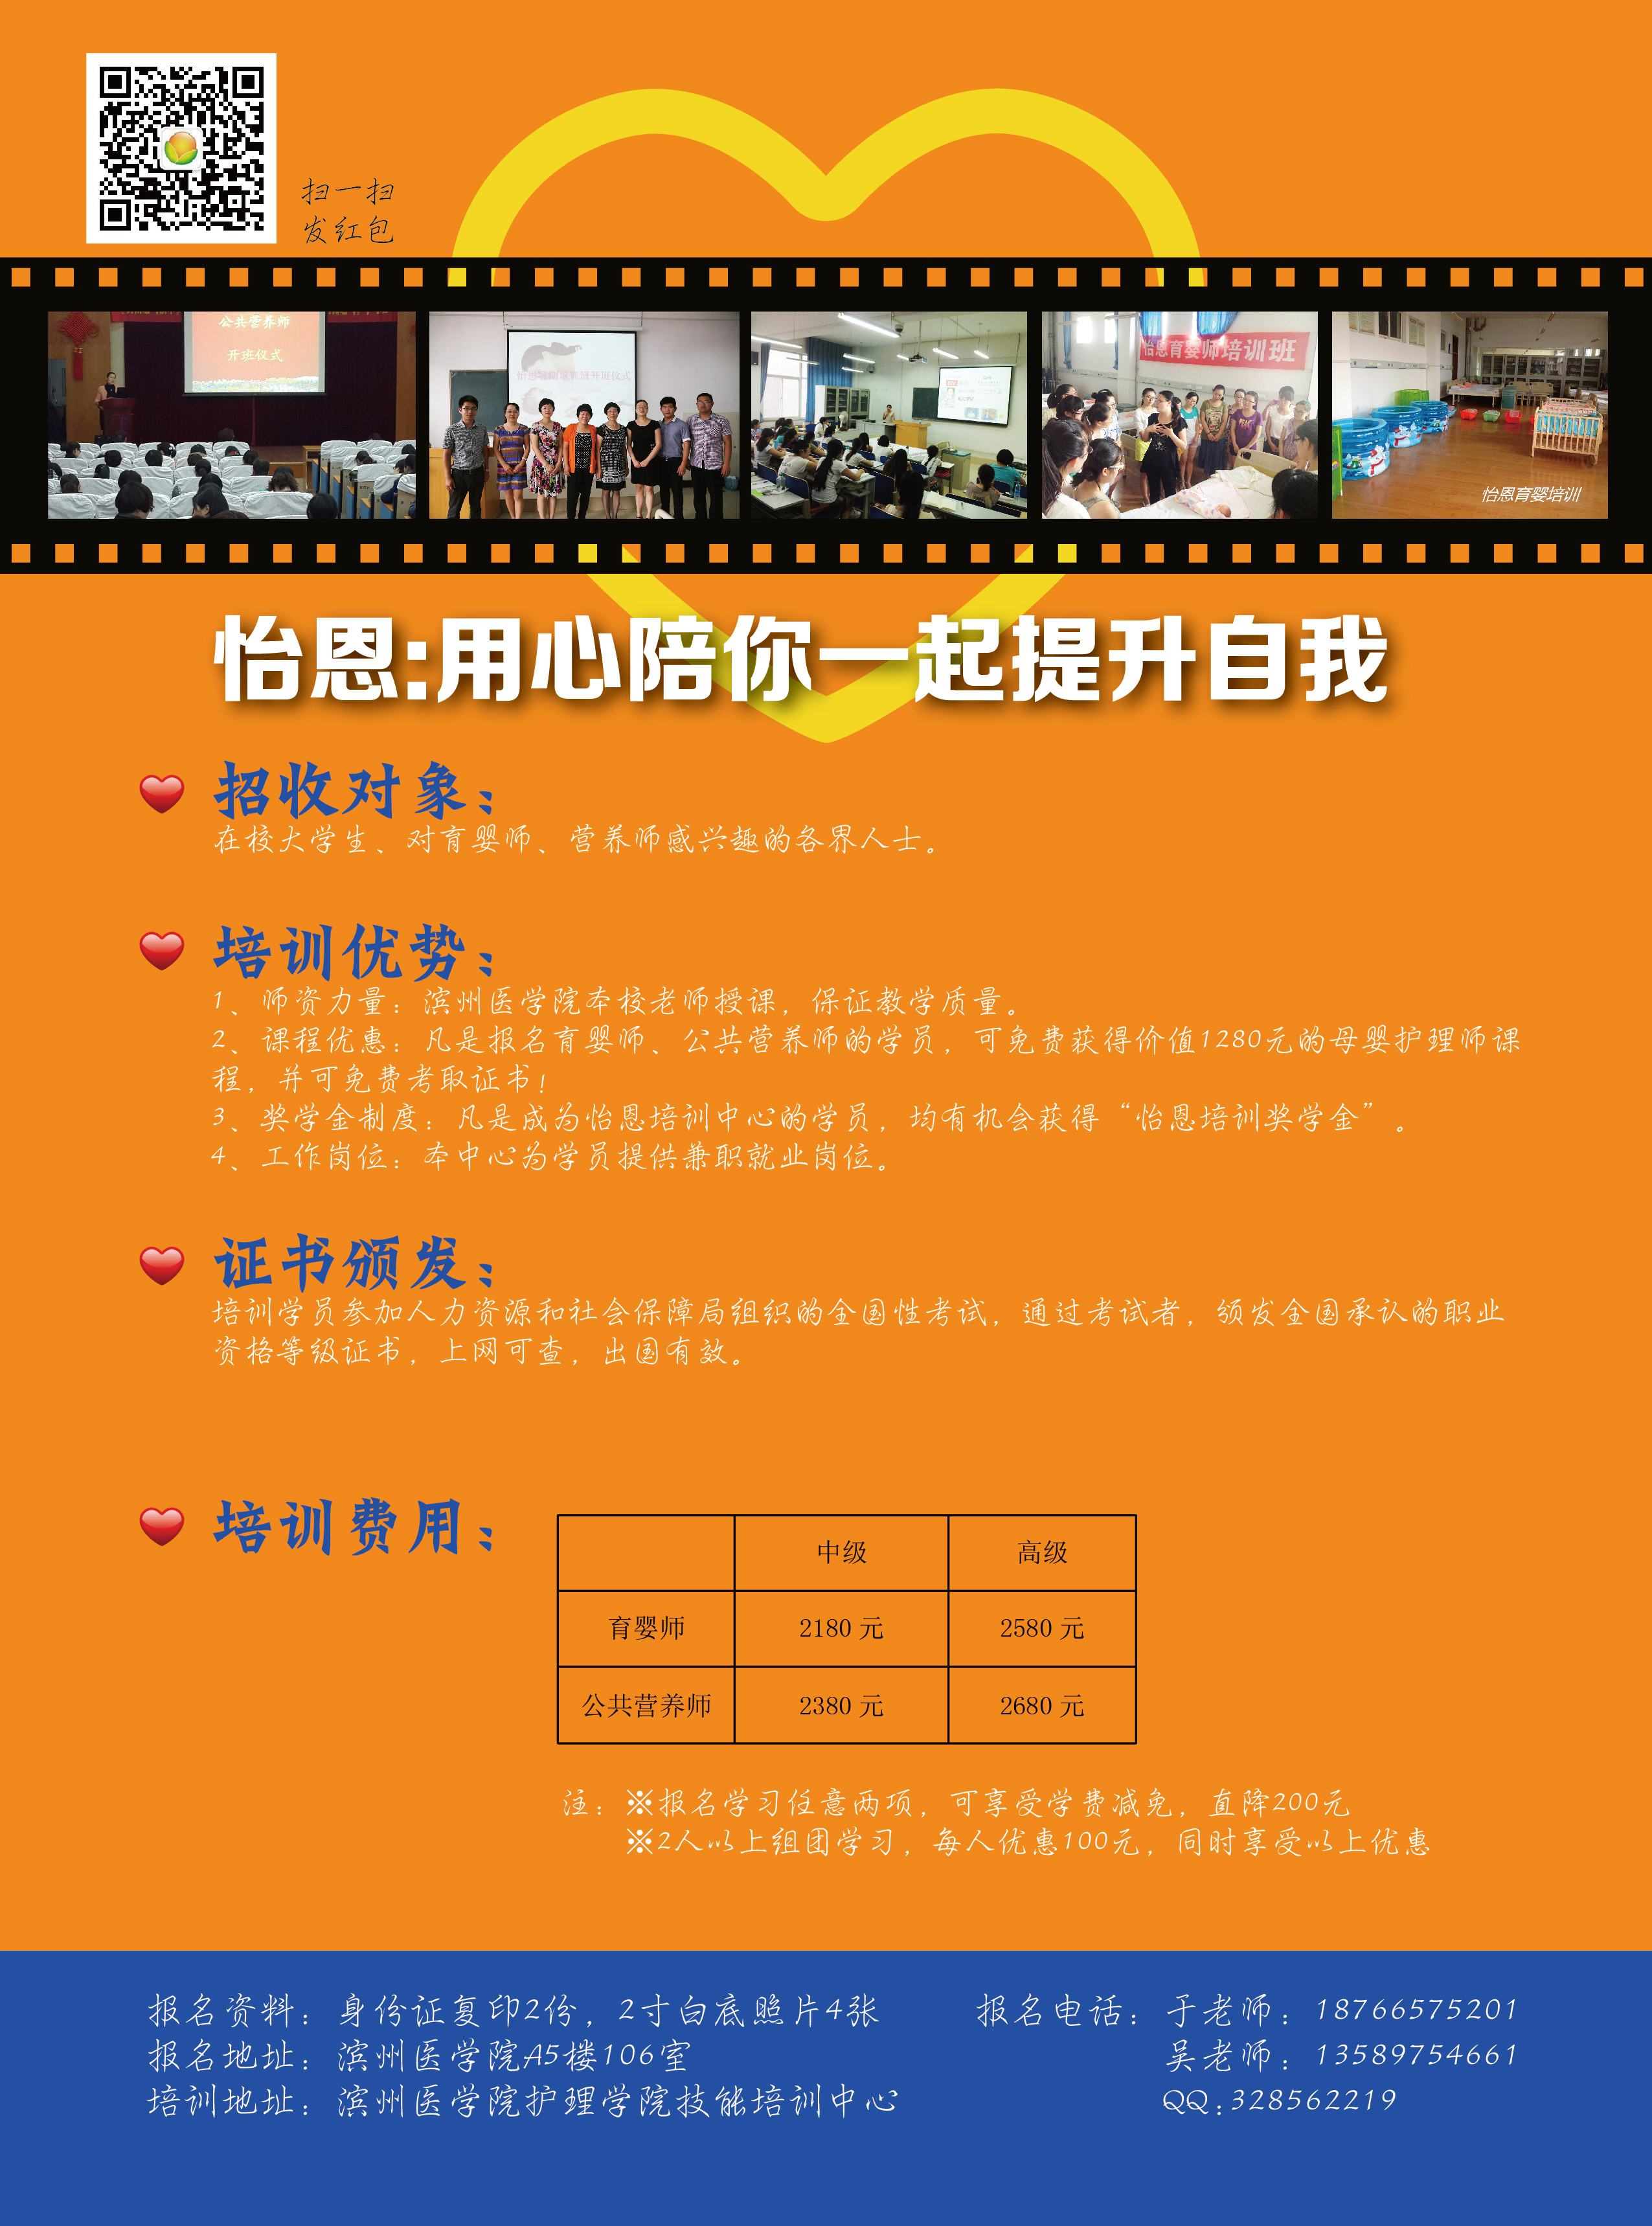 扫一扫
发红包
公共营养师
开班仪式
怡恩育婴师培训班
怡恩育婴培训
怡恩:用心陪你一起提升自我
招收对象：
在校大学生、对育婴师、营养师感兴趣的各界人士。
培训优势：
1、师资力量：滨州医学院本校老师授课，保证教学质量。
2、课程优惠：凡是报名育婴师、公共营养师的学员，可免费获得价值1280元的母婴护理师课
程，并可免费考取证书！
3、奖学金制度：凡是成为怡恩培训中心的学员，均有机会获得“怡恩培训奖学金”。
4、工作岗位：本中心为学员提供兼职就业岗位。
证书颁发：
培训学员参加人力资源和社会保障局组织的全国性考试，通过考试者，颁发全国承认的职业
资格等级证书，上网可查，出国有效。
培训费用：
中级 高级
育婴师 2180 元 2580 元
公共营养师 2380 元 2680 元
注：※报名学习任意两项，可享受学费减免，直降200元
※2人以上组团学习，每人优惠100元，同时享受以上优惠
报名资料：身份证复印2份，2寸白底照片4张
报名地址：滨州医学院A5楼106室
培训地址：滨州医学院护理学院技能培训中心
报名电话：于老师：18766575201
吴老师：13589754661
QQ:328562219